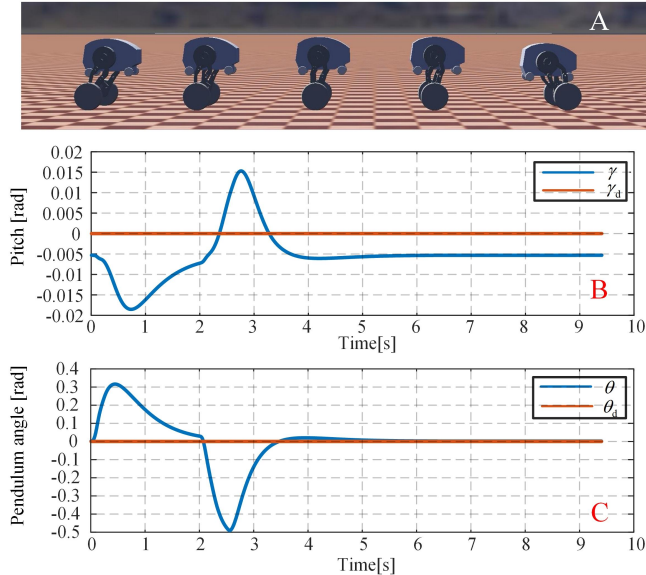 A
Pitch [rad]
0.02
0.015
0.01
0.005
0
-0.005
-0.01
-0.015
-0.02
γ
γd
B
0 1 2 3 4 5 6 7 8 9 10
Time[s]
Pendulum angle [rad]
0.4
0.3
0.2
0.1
0
-0.1
-0.2
-0.3
-0.4
-0.5
θ
θd
C
0 1 2 3 4 5 6 7 8 9 10
Time[s]